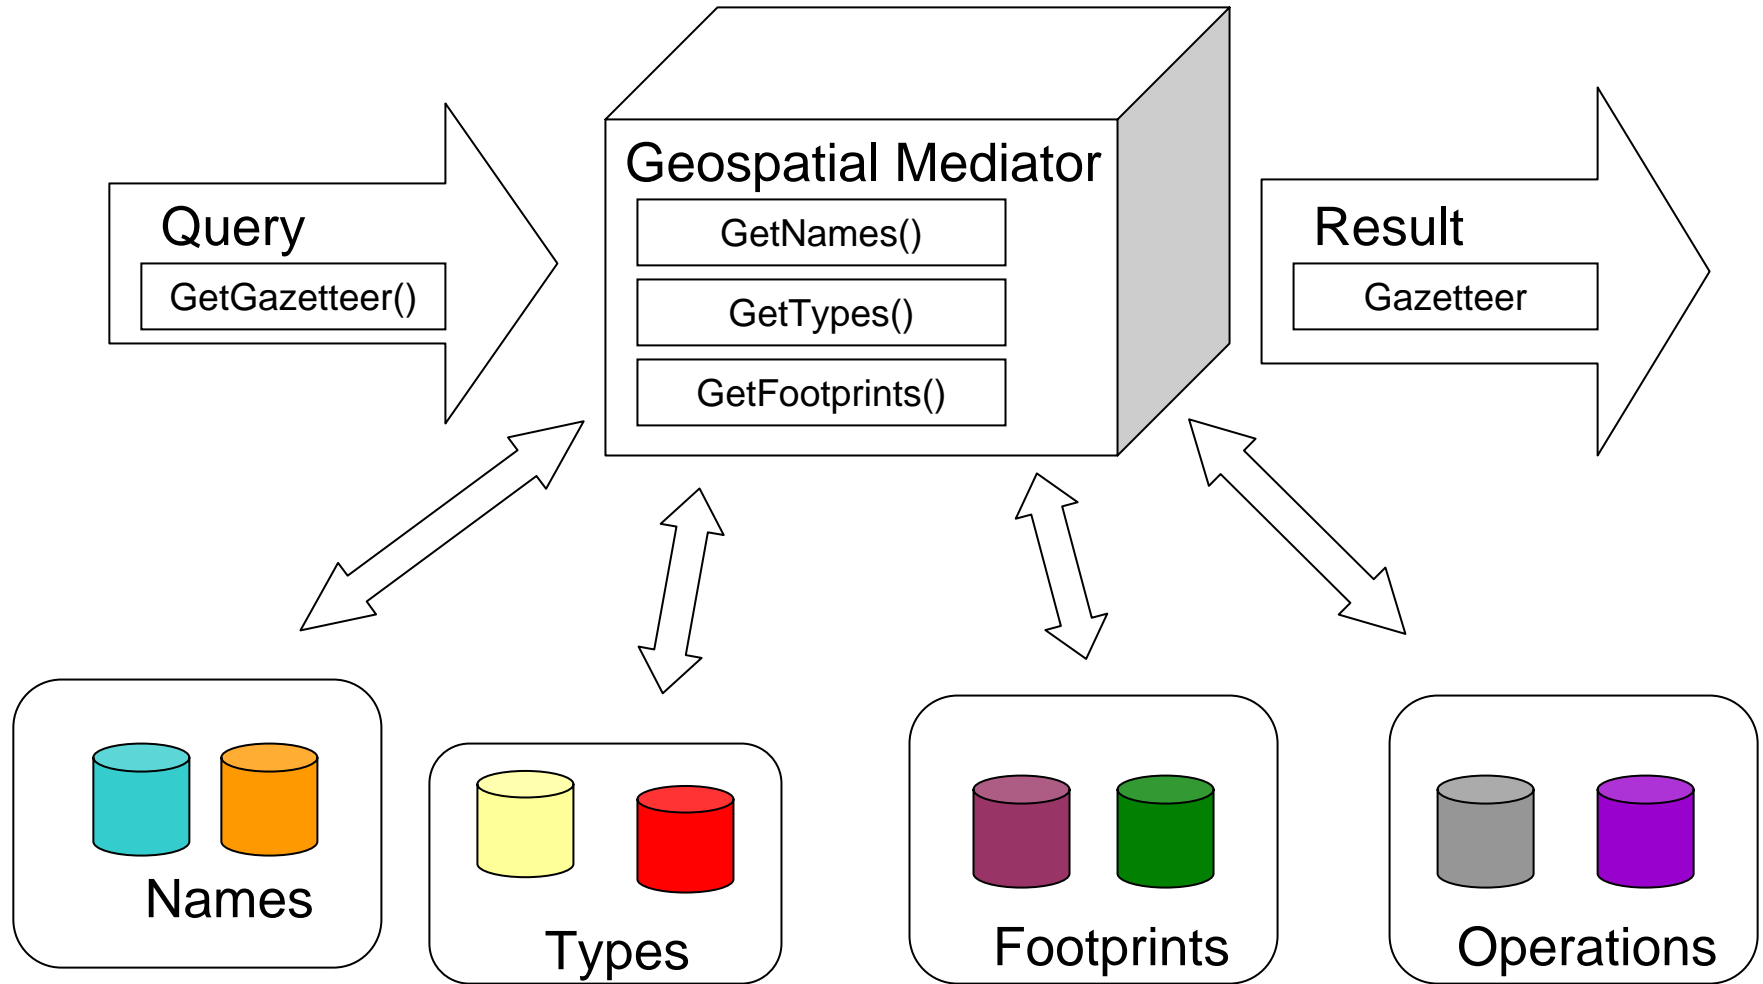 Geospatial Mediator
GetNames()
GetTypes()
GetFootprints()
Query
GetGazetteer()
Result
Gazetteer
Names
Types
Footprints
Operations